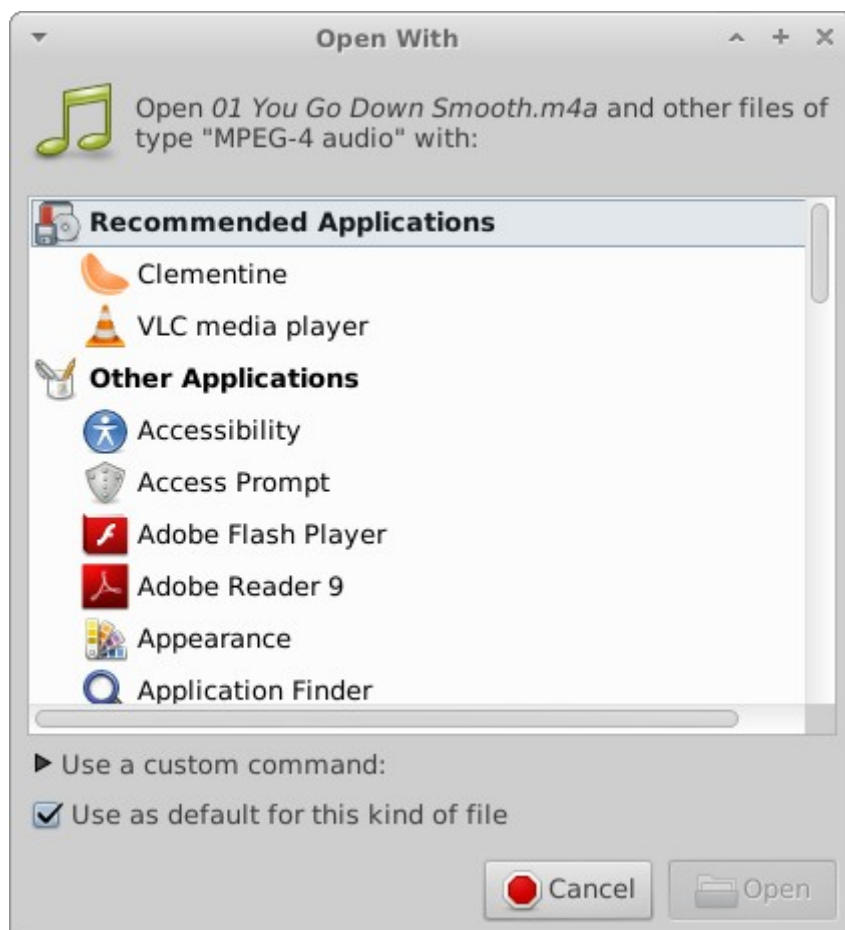 Open With
Open 01 You Go Down Smooth.m4a and other files of
type "MPEG-4 audio" with:
Recommended Applications
Clementine
VLC media player
Other Applications
Accessibility
Access Prompt
Adobe Flash Player
Adobe Reader 9
Appearance
Application Finder
Use a custom command:
Use as default for this kind of file
Cancel
Open